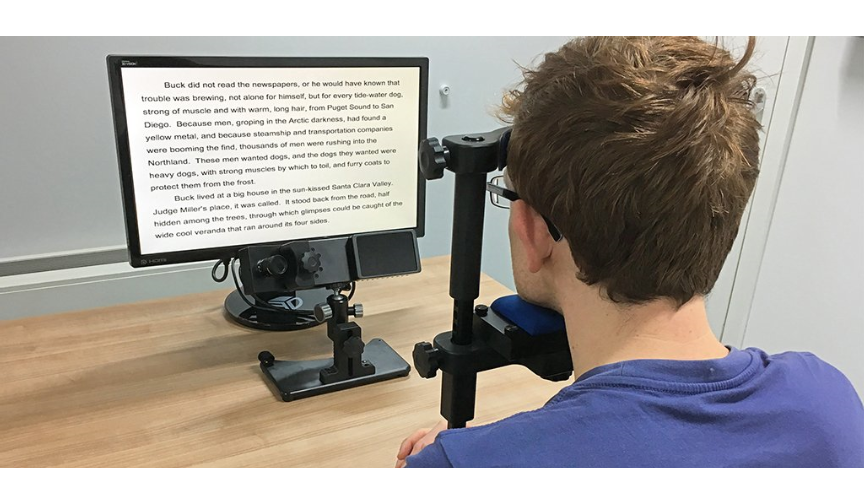 Buck did not read the newspapers, or he would have known that
trouble was brewing, not alone for himself, but for every tide-water dog,
strong of muscle and with warm, long hair, from Puget Sound to San
Diego. Because men, groping in the Arctic darkness, had found a
yellow metal, and because steamship and transportation companies
were booming the find, thousands of men were rushing into the
Northland. These men wanted dogs, and the dogs they wanted were
heavy dogs, with strong muscles by which to toil, and furry coats to
protect them from the frost.
Buck lived at a big house in the sun-kissed Santa Clara Valley.
Judge Miller's place, it was called. It stood back from the road, half
hidden among the trees, through which glimpses could be caught of the
wide cool veranda that ran around its four sides.